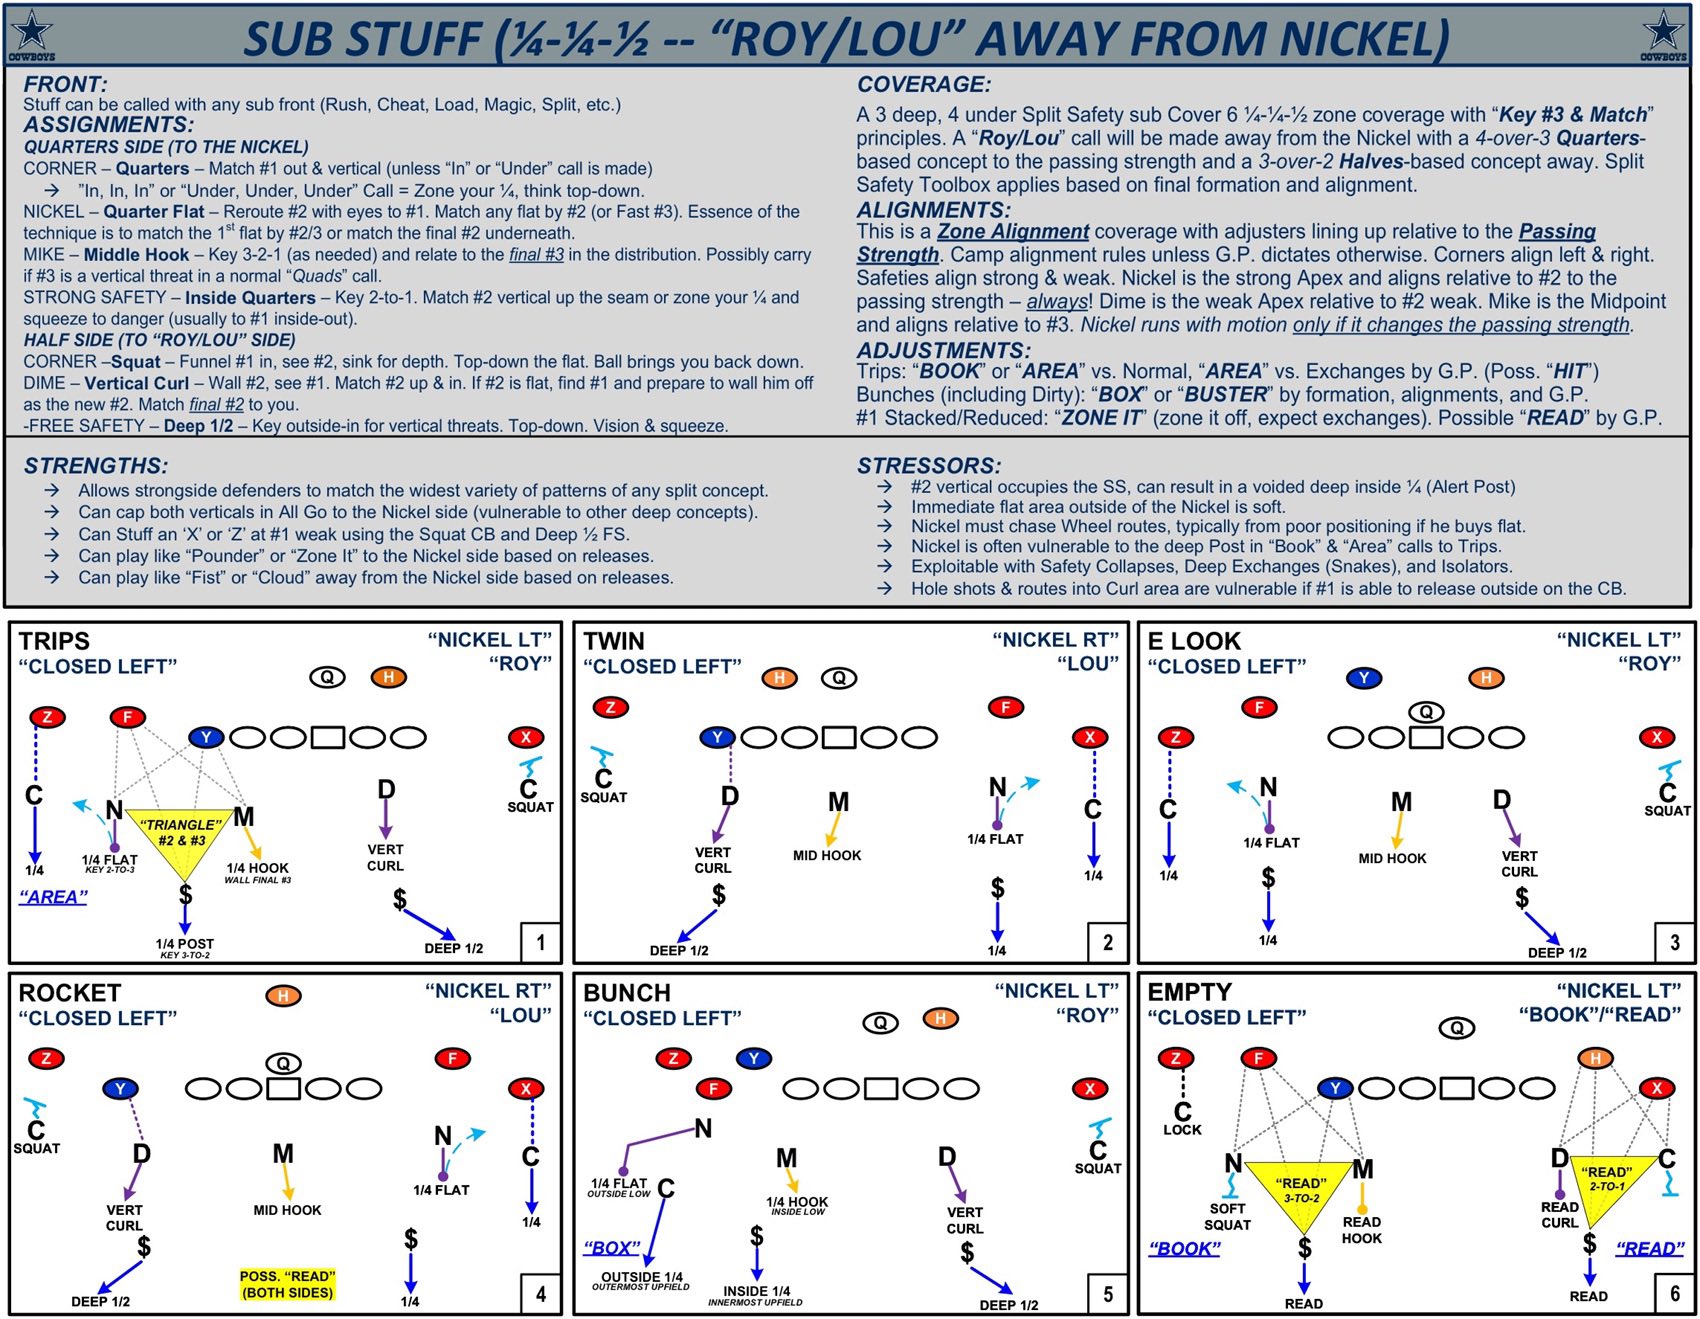 SUB STUFF (¼-¼-½ -- “ROY/LOU” AWAY FROM NICKEL)
COWBOYS
COWBOYS
FRONT:
Stuff can be called with any sub front (Rush, Cheat, Load, Magic, Split, etc.)
ASSIGNMENTS:
QUARTERS SIDE (TO THE NICKEL)
CORNER – Quarters – Match #1 out & vertical (unless “In” or “Under” call is made)
→ ”In, In, In” or “Under, Under, Under” Call = Zone your ¼, think top-down.
NICKEL – Quarter Flat – Reroute #2 with eyes to #1. Match any flat by #2 (or Fast #3). Essence of the
technique is to match the 1st flat by #2/3 or match the final #2 underneath.
MIKE – Middle Hook – Key 3-2-1 (as needed) and relate to the final #3 in the distribution. Possibly carry
if #3 is a vertical threat in a normal “Quads” call.
STRONG SAFETY – Inside Quarters – Key 2-to-1. Match #2 vertical up the seam or zone your ¼ and
squeeze to danger (usually to #1 inside-out).
HALF SIDE (TO “ROY/LOU” SIDE)
CORNER –Squat – Funnel #1 in, see #2, sink for depth. Top-down the flat. Ball brings you back down.
DIME – Vertical Curl – Wall #2, see #1. Match #2 up & in. If #2 is flat, find #1 and prepare to wall him off
as the new #2. Match final #2 to you.
-FREE SAFETY – Deep 1/2 – Key outside-in for vertical threats. Top-down. Vision & squeeze.
COVERAGE:
A 3 deep, 4 under Split Safety sub Cover 6 ¼-¼-½ zone coverage with “Key #3 & Match”
principles. A “Roy/Lou” call will be made away from the Nickel with a 4-over-3 Quarters-
based concept to the passing strength and a 3-over-2 Halves-based concept away. Split
Safety Toolbox applies based on final formation and alignment.
ALIGNMENTS:
This is a Zone Alignment coverage with adjusters lining up relative to the Passing
Strength. Camp alignment rules unless G.P. dictates otherwise. Corners align left & right.
Safeties align strong & weak. Nickel is the strong Apex and aligns relative to #2 to the
passing strength – always! Dime is the weak Apex relative to #2 weak. Mike is the Midpoint
and aligns relative to #3. Nickel runs with motion only if it changes the passing strength.
ADJUSTMENTS:
Trips: “BOOK” or “AREA” vs. Normal, “AREA” vs. Exchanges by G.P. (Poss. “HIT”)
Bunches (including Dirty): “BOX” or “BUSTER” by formation, alignments, and G.P.
#1 Stacked/Reduced: “ZONE IT” (zone it off, expect exchanges). Possible “READ” by G.P.
STRENGTHS:
→ Allows strongside defenders to match the widest variety of patterns of any split concept.
→ Can cap both verticals in All Go to the Nickel side (vulnerable to other deep concepts).
→ Can Stuff an ‘X’ or ‘Z’ at #1 weak using the Squat CB and Deep ½ FS.
→ Can play like “Pounder” or “Zone It” to the Nickel side based on releases.
→ Can play like “Fist” or “Cloud” away from the Nickel side based on releases.
STRESSORS:
→ #2 vertical occupies the SS, can result in a voided deep inside ¼ (Alert Post)
→ Immediate flat area outside of the Nickel is soft.
→ Nickel must chase Wheel routes, typically from poor positioning if he buys flat.
→ Nickel is often vulnerable to the deep Post in “Book” & “Area” calls to Trips.
→ Exploitable with Safety Collapses, Deep Exchanges (Snakes), and Isolators.
→ Hole shots & routes into Curl area are vulnerable if #1 is able to release outside on the CB.
TRIPS “NICKEL LT”
“CLOSED LEFT” “ROY”
Q H
Z F Y X
C N M D C
SQUAT
“TRIANGLE”
#2 & #3
1/4 FLAT
KEY 2-TO-3
1/4
1/4 HOOK
WALL FINAL #3
VERT
CURL
“AREA”
$ $
1/4 POST
KEY 3-TO-2
DEEP 1/2
1
TWIN “NICKEL RT”
“CLOSED LEFT” “LOU”
H Q
Z F
Y X
C D M N C
SQUAT
1/4 FLAT
VERT
CURL
MID HOOK
1/4
$ $
DEEP 1/2
1/4
2
E LOOK “NICKEL LT”
“CLOSED LEFT” “ROY”
Y H
F Q
Z X
C N M D C
SQUAT
1/4 FLAT
MID HOOK
VERT
CURL
1/4
$ $
1/4
DEEP 1/2
3
ROCKET “NICKEL RT”
“CLOSED LEFT” “LOU”
H
Z Q F
Y X
C D M N C
SQUAT
1/4 FLAT
VERT
CURL
MID HOOK
1/4
$ $
POSS. “READ”
(BOTH SIDES)
DEEP 1/2
1/4
4
BUNCH “NICKEL LT”
“CLOSED LEFT” “ROY”
Q H
Z Y
F X
N M D C
SQUAT
1/4 FLAT
OUTSIDE LOW
C
1/4 HOOK
INSIDE LOW
VERT
CURL
“BOX”
$ $
OUTSIDE 1/4
OUTERMOST UPFIELD
INSIDE 1/4
INNERMOST UPFIELD
DEEP 1/2
5
EMPTY “NICKEL LT”
“CLOSED LEFT” “BOOK”/“READ”
Q
Z F H
Y X
C
LOCK
N M D C
“READ”
3-TO-2
“READ”
2-TO-1
SOFT
SQUAT
READ
HOOK
READ
CURL
“BOOK” $ $ “READ”
READ
READ
6